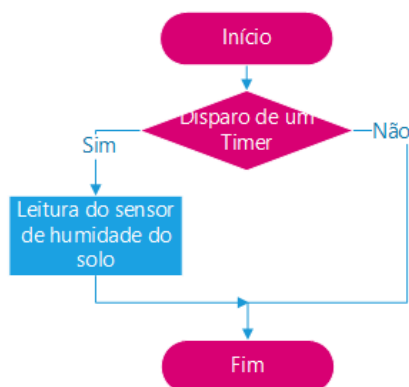 Início
Disparo de um
Timer
Sim
Não
Leitura do sensor
de humidade do
solo
Fim